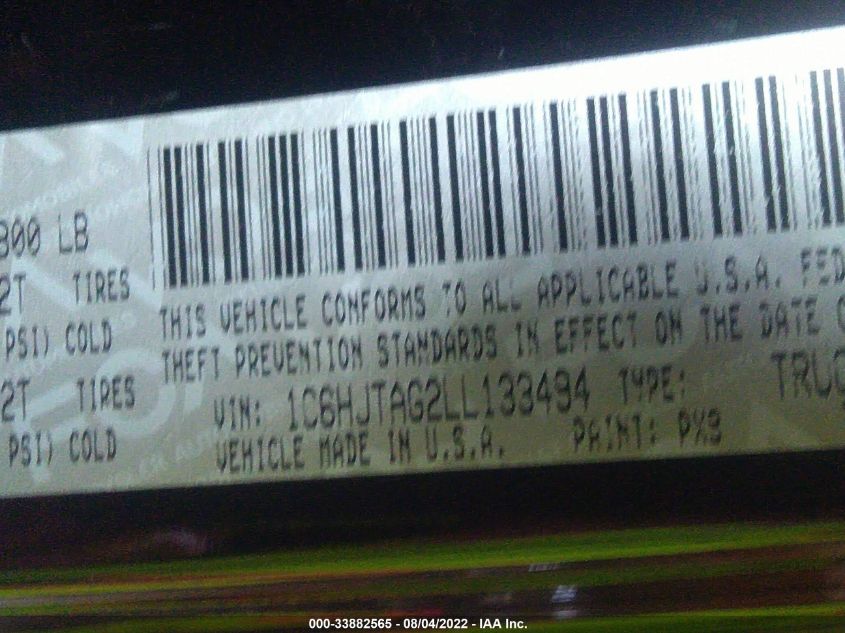 800 LB
2T TIRES
PSI) COLD
2T TIRES
PSI) COLD
THIS VEHICLE CONFORMS TO ALL APPLICABLE U.S.A. FED
THEFT PREVENTION STANDARDS IN EFFECT ON THE DATE
VIN: 1C6HJTAG2LL133494 TYPE: TRUC
VEHICLE MADE IN U.S.A. PAINT: PX8
000-33882565 - 08/04/2022 - IAA Inc.